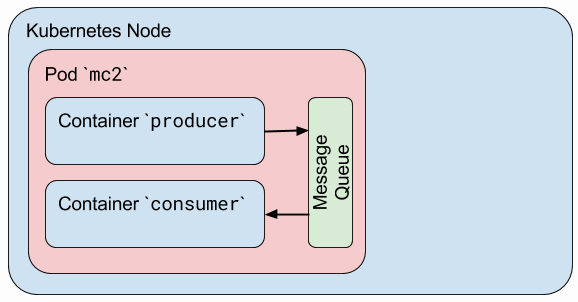 Kubernetes Node
Pod `mc2`
Container `producer`
Container `consumer`
Message
Queue